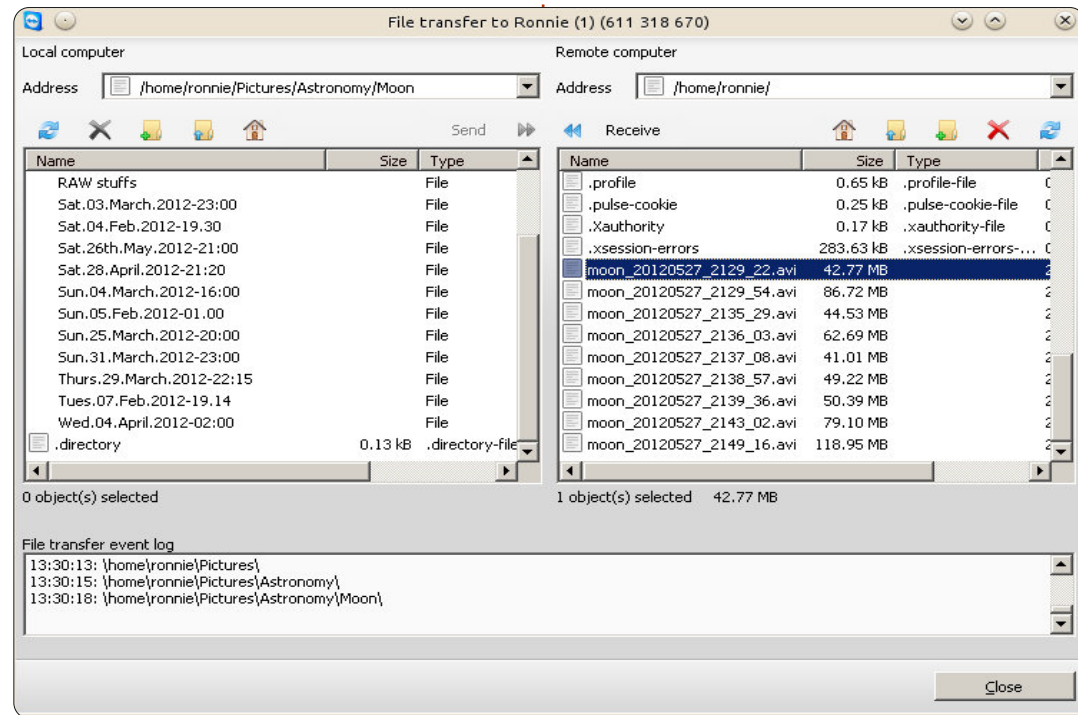 File transfer to Ronnie (1) (611 318 670)
Local computer
Address /home/ronnie/Pictures/Astronomy/Moon
Send
Name Size Type
RAW stuffs File
Sat.03.March.2012-23:00 File
Sat.04.Feb.2012-19.30 File
Sat.26th.May.2012-21:00 File
Sat.28.April.2012-21:20 File
Sun.04.March.2012-16:00 File
Sun.05.Feb.2012-01.00 File
Sun.25.March.2012-20:00 File
Sun.31.March.2012-23:00 File
Thurs.29.March.2012-22:15 File
Tues.07.Feb.2012-19.14 File
Wed.04.April.2012-02:00 File
.directory 0.13 kB .directory-file
0 object(s) selected
Remote computer
Address /home/ronnie/
Receive
Name Size Type
.profile 0.65 kB .profile-file
.pulse-cookie 0.25 kB .pulse-cookie-file
.Xauthority 0.17 kB .xauthority-file
.xsession-errors 283.63 kB .xsession-errors-...
moon_20120527_2129_22.avi 42.77 MB
moon_20120527_2129_54.avi 86.72 MB
moon_20120527_2135_29.avi 44.53 MB
moon_20120527_2136_03.avi 62.69 MB
moon_20120527_2137_08.avi 41.01 MB
moon_20120527_2138_57.avi 49.22 MB
moon_20120527_2139_36.avi 50.39 MB
moon_20120527_2143_02.avi 79.10 MB
moon_20120527_2149_16.avi 118.95 MB
1 object(s) selected 42.77 MB
File transfer event log
13:30:13: \home\ronnie\Pictures\
13:30:15: \home\ronnie\Pictures\Astronomy\
13:30:18: \home\ronnie\Pictures\Astronomy\Moon\
Close